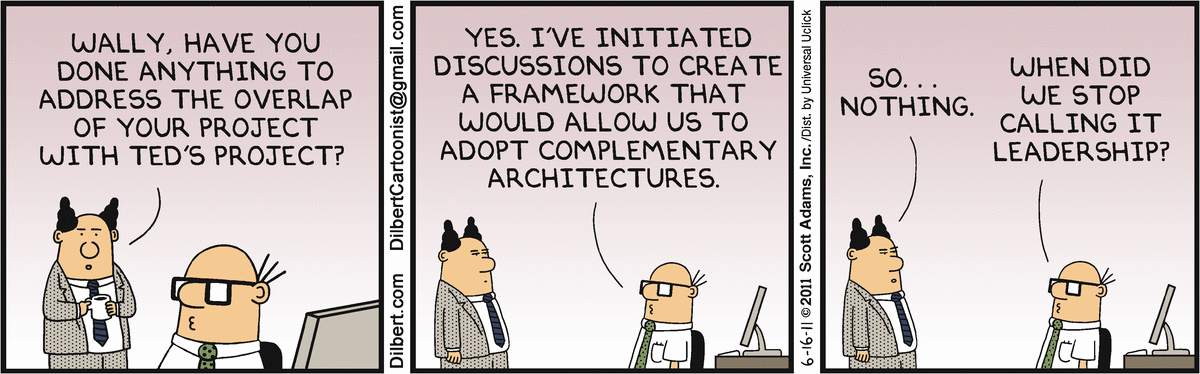 WALLY, HAVE YOU
DONE ANYTHING TO
ADDRESS THE OVERLAP
OF YOUR PROJECT
WITH TED'S PROJECT?
Dilbert.com DilbertCartoonist@gmail.com
YES. I'VE INITIATED
DISCUSSIONS TO CREATE
A FRAMEWORK THAT
WOULD ALLOW US TO
ADOPT COMPLEMENTARY
ARCHITECTURES.
6-16-11 © 2011 Scott Adams, Inc. /Dist. by Universal Uclick
SO. . .
NOTHING.
WHEN DID
WE STOP
CALLING IT
LEADERSHIP?